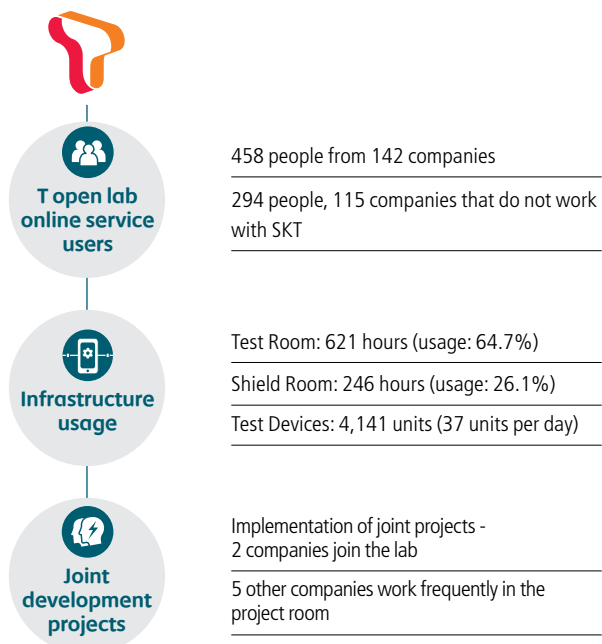 T open lab
online service
users
458 people from 142 companies
294 people, 115 companies that do not work
with SKT
Infrastructure
usage
Test Room: 621 hours (usage: 64.7%)
Shield Room: 246 hours (usage: 26.1%)
Test Devices: 4,141 units (37 units per day)
Joint
development
projects
Implementation of joint projects -
2 companies join the lab
5 other companies work frequently in the
project room